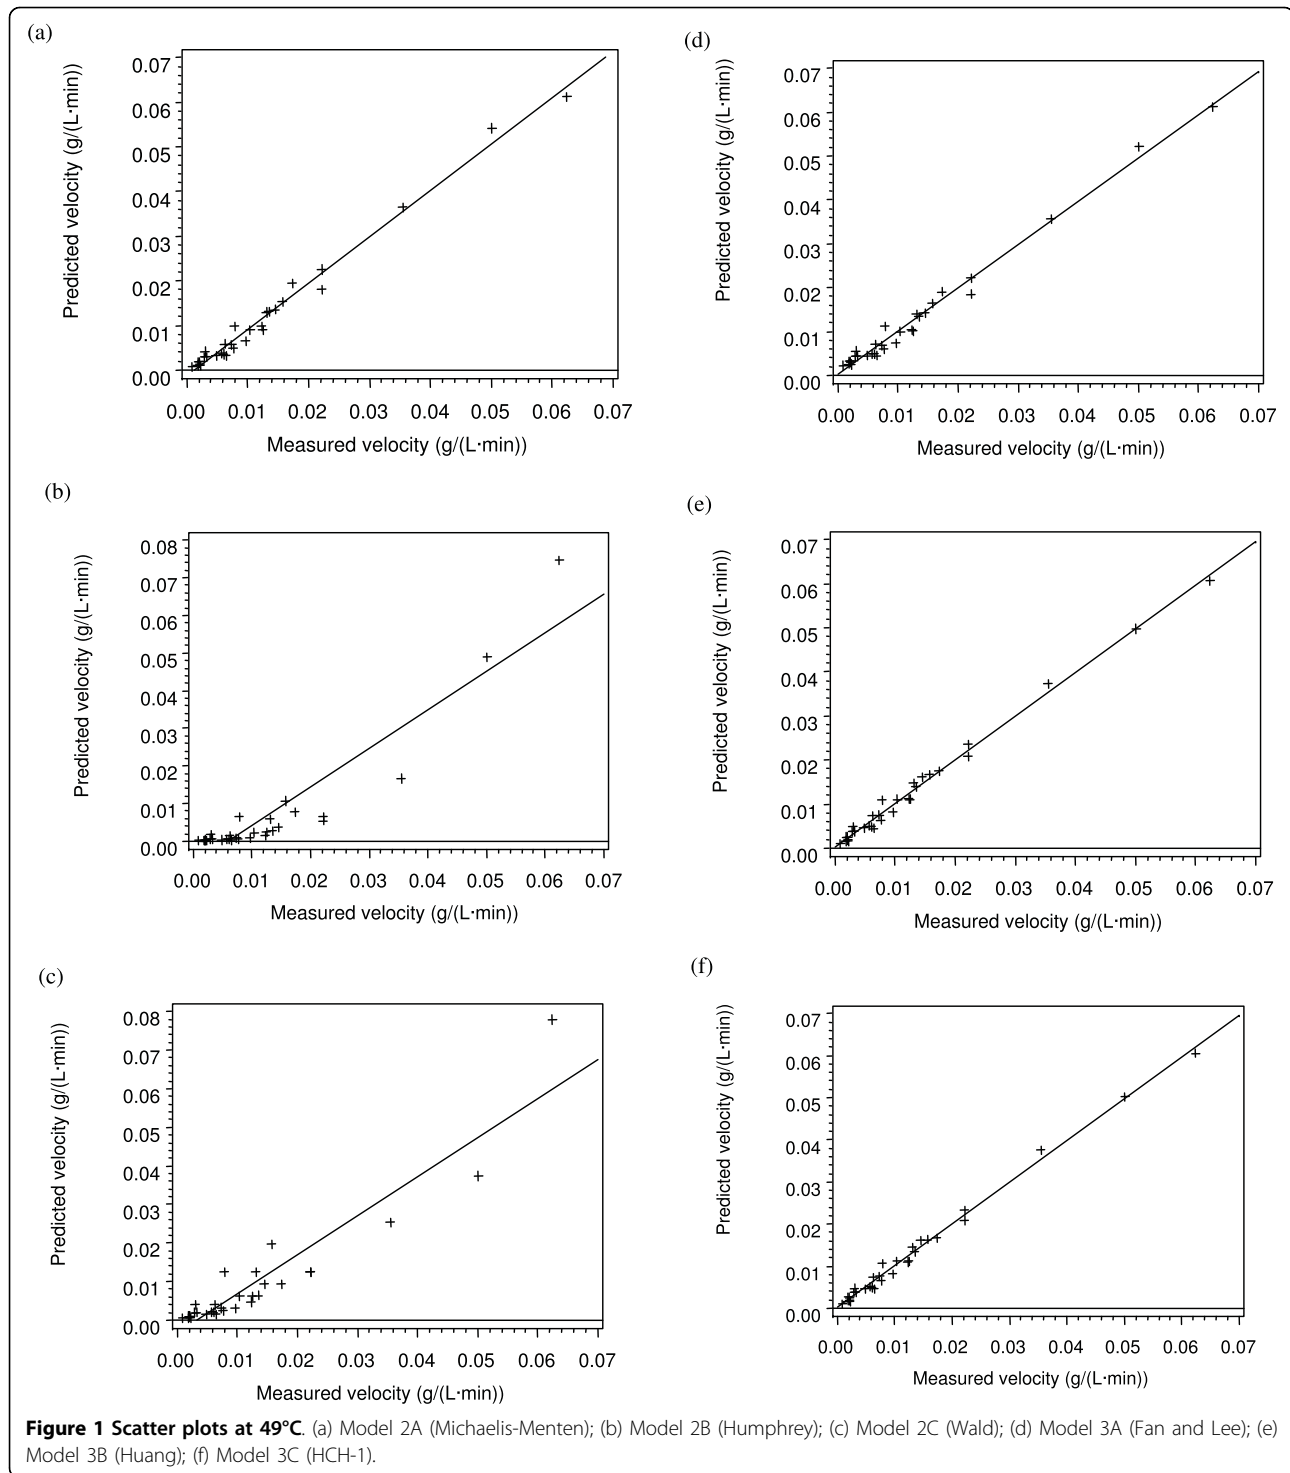 (a)
Predicted velocity (g/(L·min))
0.07
0.06
0.05
0.04
0.03
0.02
0.01
0.00
0.00 0.01 0.02 0.03 0.04 0.05 0.06 0.07
Measured velocity (g/(L·min))
(b)
Predicted velocity (g/(L·min))
0.08
0.07
0.06
0.05
0.04
0.03
0.02
0.01
0.00
0.00 0.01 0.02 0.03 0.04 0.05 0.06 0.07
Measured velocity (g/(L·min))
(c)
Predicted velocity (g/(L·min))
0.08
0.07
0.06
0.05
0.04
0.03
0.02
0.01
0.00
0.00 0.01 0.02 0.03 0.04 0.05 0.06 0.07
Measured velocity (g/(L·min))
(d)
Predicted velocity (g/(L·min))
0.07
0.06
0.05
0.04
0.03
0.02
0.01
0.00
0.00 0.01 0.02 0.03 0.04 0.05 0.06 0.07
Measured velocity (g/(L·min))
(e)
Predicted velocity (g/(L·min))
0.07
0.06
0.05
0.04
0.03
0.02
0.01
0.00
0.00 0.01 0.02 0.03 0.04 0.05 0.06 0.07
Measured velocity (g/(L·min))
(f)
Predicted velocity (g/(L·min))
0.07
0.06
0.05
0.04
0.03
0.02
0.01
0.00
0.00 0.01 0.02 0.03 0.04 0.05 0.06 0.07
Measured velocity (g/(L·min))
Figure 1 Scatter plots at 49°C. (a) Model 2A (Michaelis-Menten); (b) Model 2B (Humphrey); (c) Model 2C (Wald); (d) Model 3A (Fan and Lee); (e)
Model 3B (Huang); (f) Model 3C (HCH-1).